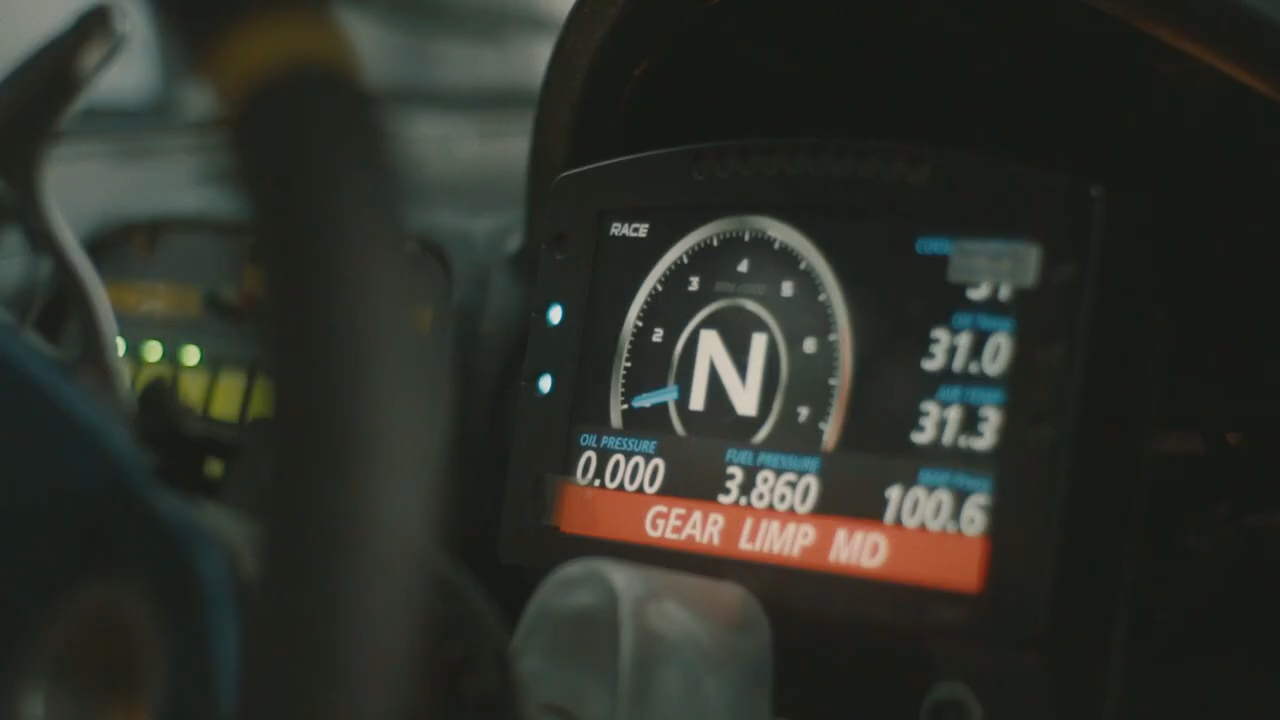 RACE
4
3
5
2
6
7
N
31
31.0
31.3
OIL PRESSURE
0.000
FUEL PRESSURE
3.860
100.6
GEAR LIMP MD